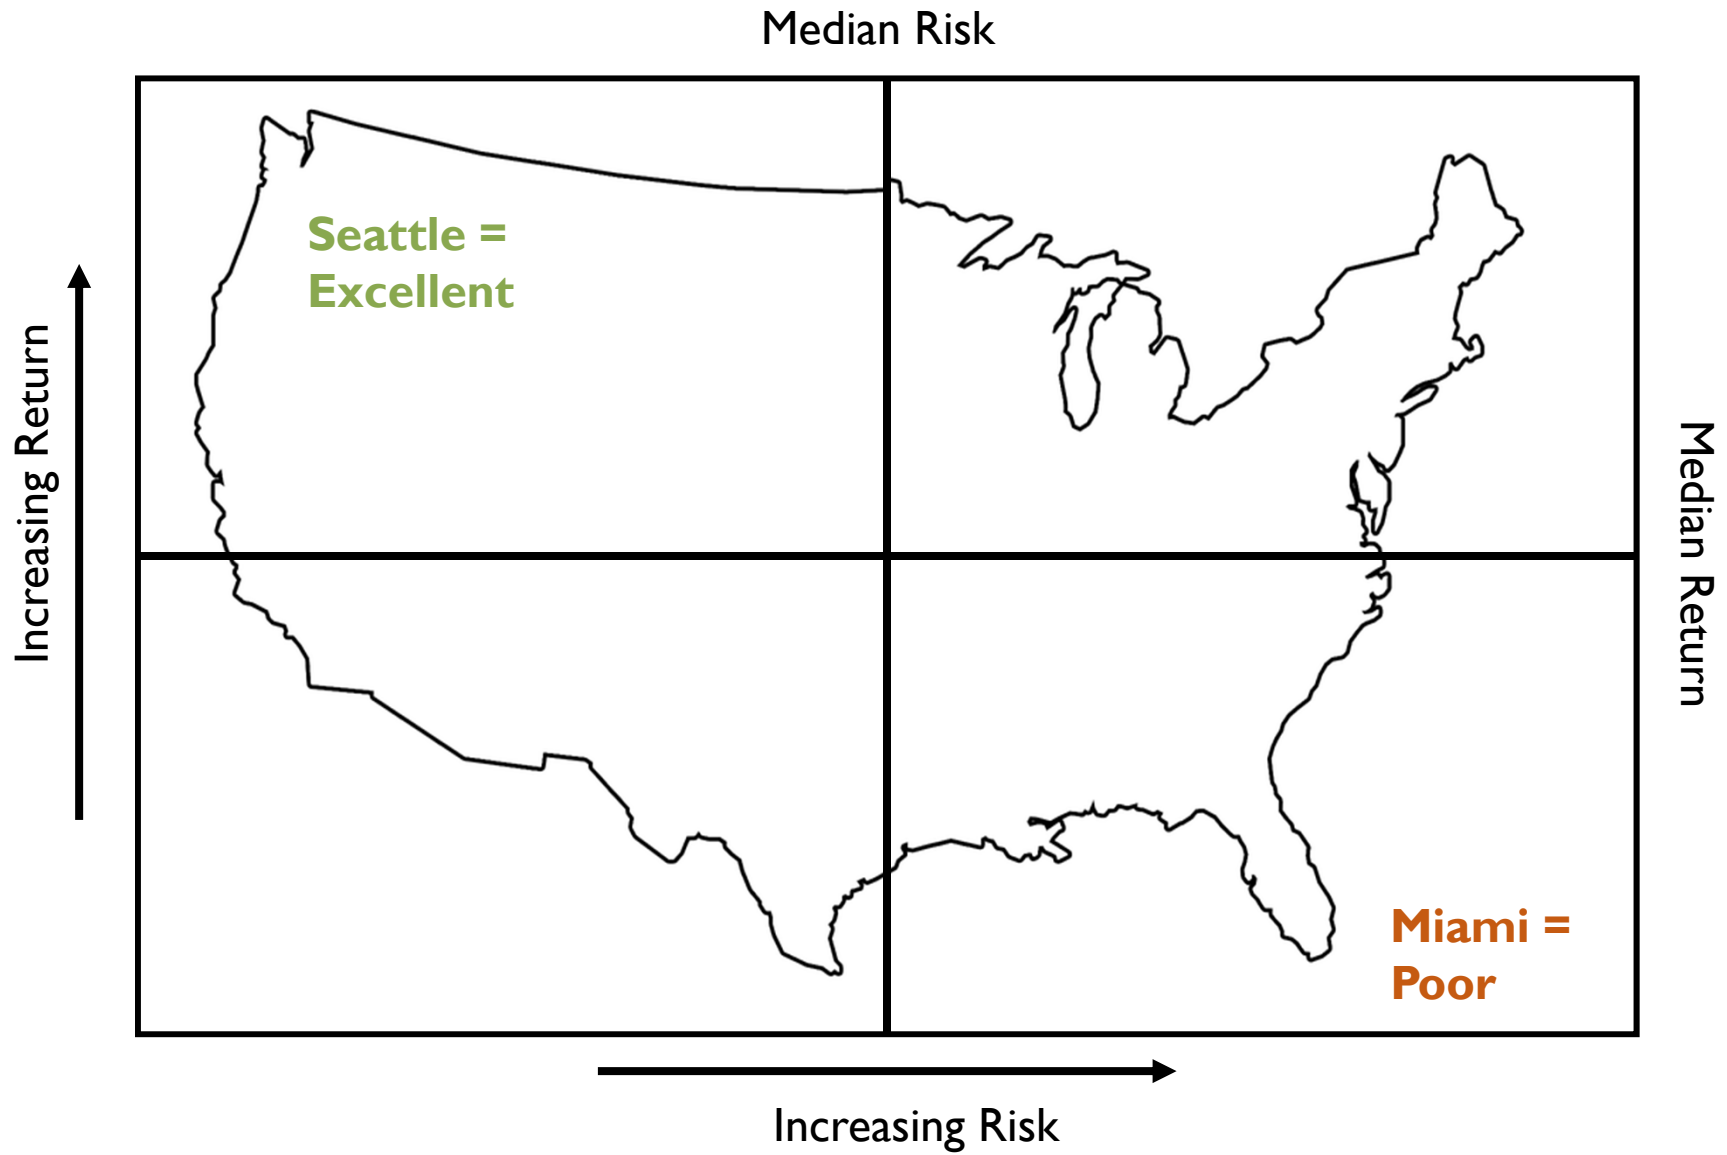 Median Risk
Seattle =
Excellent
Increasing Return
Median Return
Miami =
Poor
Increasing Risk